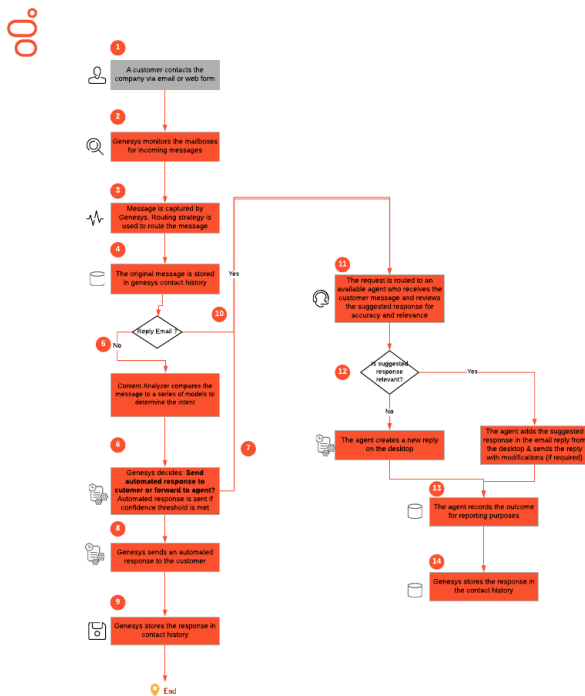 1
A customer contacts the
company via email or web form
2
Genesys monitors the mailboxes
for incoming messages
3
Message is captured by
Genesys. Routing strategy is
used to route the message
4
The original message is stored
in genesys contact history
Yes
10
Reply Email ?
5
No
Content Analyzer compares the
message to a series of models to
determine the intent
6
7
Genesys decides: Send
automated response to
cutomer or forward to agent?
Automated response is sent if
confidence threshold is met
8
Genesys sends an automated
response to the customer
9
Genesys stores the response in
contact history
End
11
The request is routed to an
available agent who receives the
customer message and reviews
the suggested response for
accuracy and relevance
12
Is suggested
response
relevant?
Yes
No
The agent creates a new reply
on the desktop
The agent adds the suggested
response in the email reply from
the desktop & sends the reply
with modifications (if required)
13
The agent records the outcome
for reporting purposes
14
Genesys stores the response in
the contact history